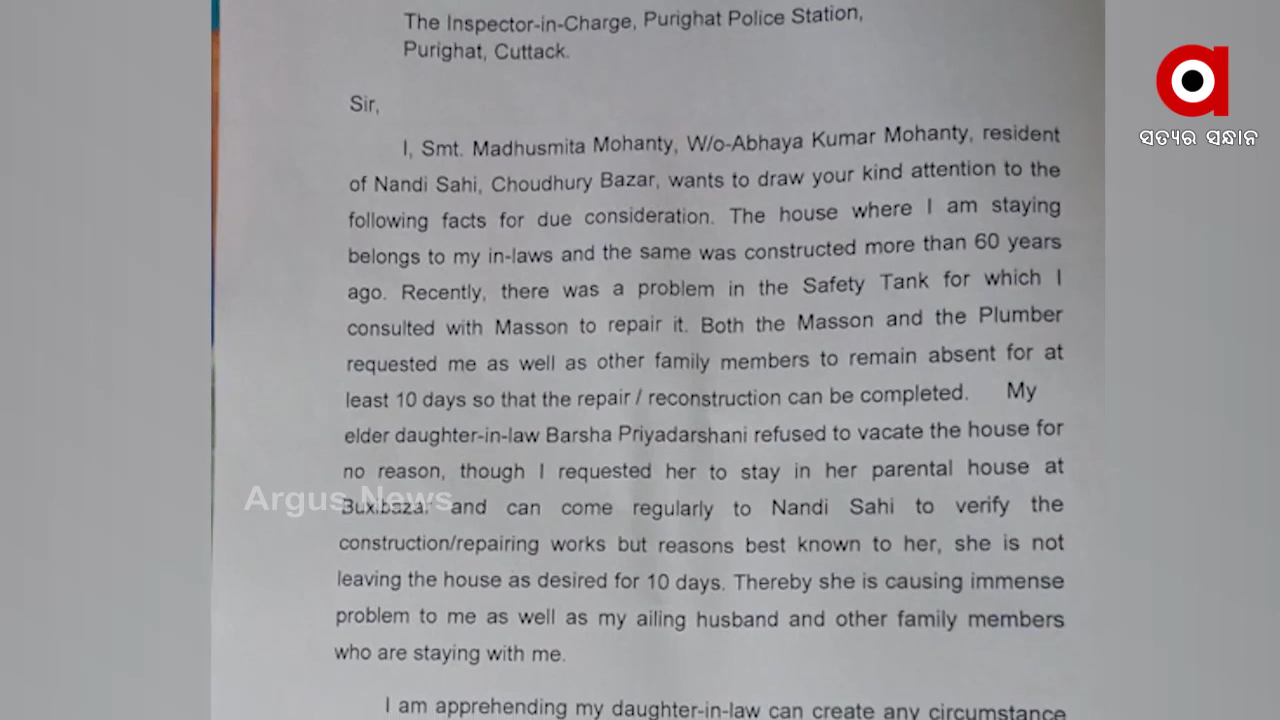 The Inspector-in-Charge, Purighat Police Station,
Purighat, Cuttack.
ସତ୍ୟର ସନ୍ଧାନ
Sir,
I, Smt. Madhusmita Mohanty, W/o-Abhaya Kumar Mohanty, resident
of Nandi Sahi, Choudhury Bazar, wants to draw your kind attention to the
following facts for due consideration. The house where I am staying
belongs to my in-laws and the same was constructed more than 60 years
ago. Recently, there was a problem in the Safety Tank for which I
consulted with Masson to repair it. Both the Masson and the Plumber
requested me as well as other family members to remain absent for at
least 10 days so that the repair / reconstruction can be completed. My
elder daughter-in-law Barsha Priyadarshani refused to vacate the house for
no reason, though I requested her to stay in her parental house at
Argus News
Buxibazar and can come regularly to Nandi Sahi to verify the
construction/repairing works but reasons best known to her, she is not
leaving the house as desired for 10 days. Thereby she is causing immense
problem to me as well as my ailing husband and other family members
who are staying with me.
I am apprehending my daughter-in-law can create any circumstance